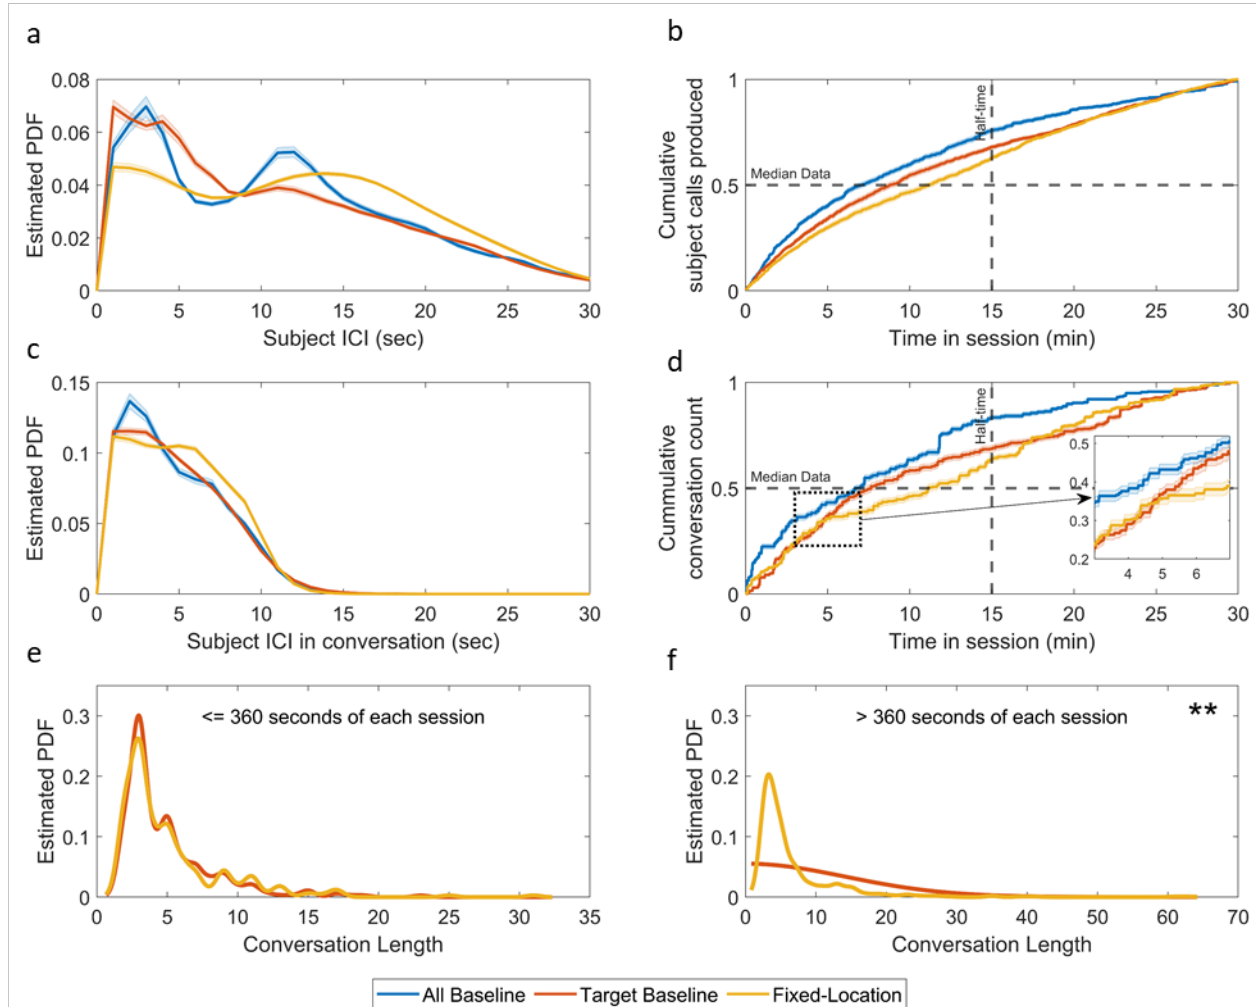 a
0.08
0.06
0.04
0.02
0
Estimated PDF
0 5 10 15 20 25 30
Subject ICI (sec)
b
1
0.5
0
Cumulative
subject calls produced
Median Data
Half-time
0 5 10 15 20 25 30
Time in session (min)
c
0.15
0.1
0.05
0
Estimated PDF
0 5 10 15 20 25 30
Subject ICI in conversation (sec)
d
1
0.5
0
Cummulative
conversation count
Median Data
Half-time
0.5
0.4
0.3
0.2
4 5 6
0 5 10 15 20 25 30
Time in session (min)
e
0.3
0.2
0.1
0
Estimated PDF
<= 360 seconds of each session
0 5 10 15 20 25 30 35
Conversation Length
f
0.3
0.2
0.1
0
Estimated PDF
> 360 seconds of each session
**
0 10 20 30 40 50 60 70
Conversation Length
All Baseline Target Baseline Fixed-Location